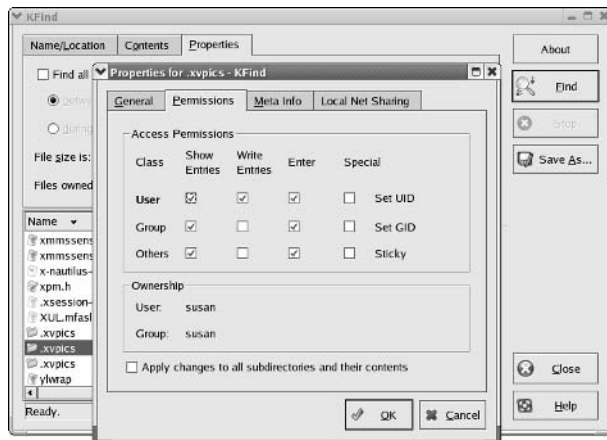 KFind
Name/Location Contents Properties
Find all
File size is:
Files owned
Name
xmmssens
xmmssens
x-nautilus-
xpm.h
.xsession-
XUL.mfasl
.xvpics
.xvpics
.xvpics
ylwrap
Ready.
About
Find
Stop
Save As...
Close
Help
Properties for .xvpics - KFind
General Permissions Meta Info Local Net Sharing
Access Permissions
Class Show Entries Write Entries Enter Special
User Set UID
Group Set GID
Others Sticky
Ownership
User: susan
Group: susan
Apply changes to all subdirectories and their contents
OK Cancel